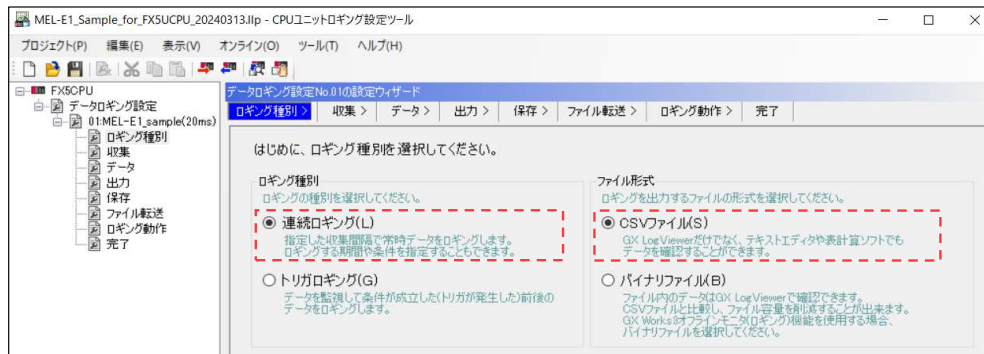 MEL-E1_Sample_for_FX5UCPU_20240313.llp - CPUユニットロギング設定ツール
プロジェクト(P) 編集(E) 表示(V) オンライン(O) ツール(T) ヘルプ(H)
FX5CPU
データロギング設定
01:MEL-E1_sample(20ms)
ロギング種別
収集
データ
出力
保存
ファイル転送
ロギング動作
完了
データロギング設定No.01の設定ウィザード
ロギング種別 > 収集 > データ > 出力 > 保存 > ファイル転送 > ロギング動作 > 完了
はじめに、ロギング種別を選択してください。
ロギング種別
ロギングの種別を選択してください。
連続ロギング(L)
指定した収集間隔で常時データをロギングします。
ロギングする期間や条件を指定することもできます。
トリガロギング(G)
データを監視して条件が成立した(トリガが発生した)前後の
データをロギングします。
ファイル形式
ロギングを出力するファイルの形式を選択してください。
CSVファイル(S)
GX LogViewerだけでなく、テキストエディタや表計算ソフトでも
データを確認することができます。
バイナリファイル(B)
ファイル内のデータはGX LogViewerで確認できます。
CSVファイルと比較し、ファイル容量を削減することが出来ます。
GX Works3オフラインモニタ(ロギング)機能を使用する場合、
バイナリファイルを選択してください。